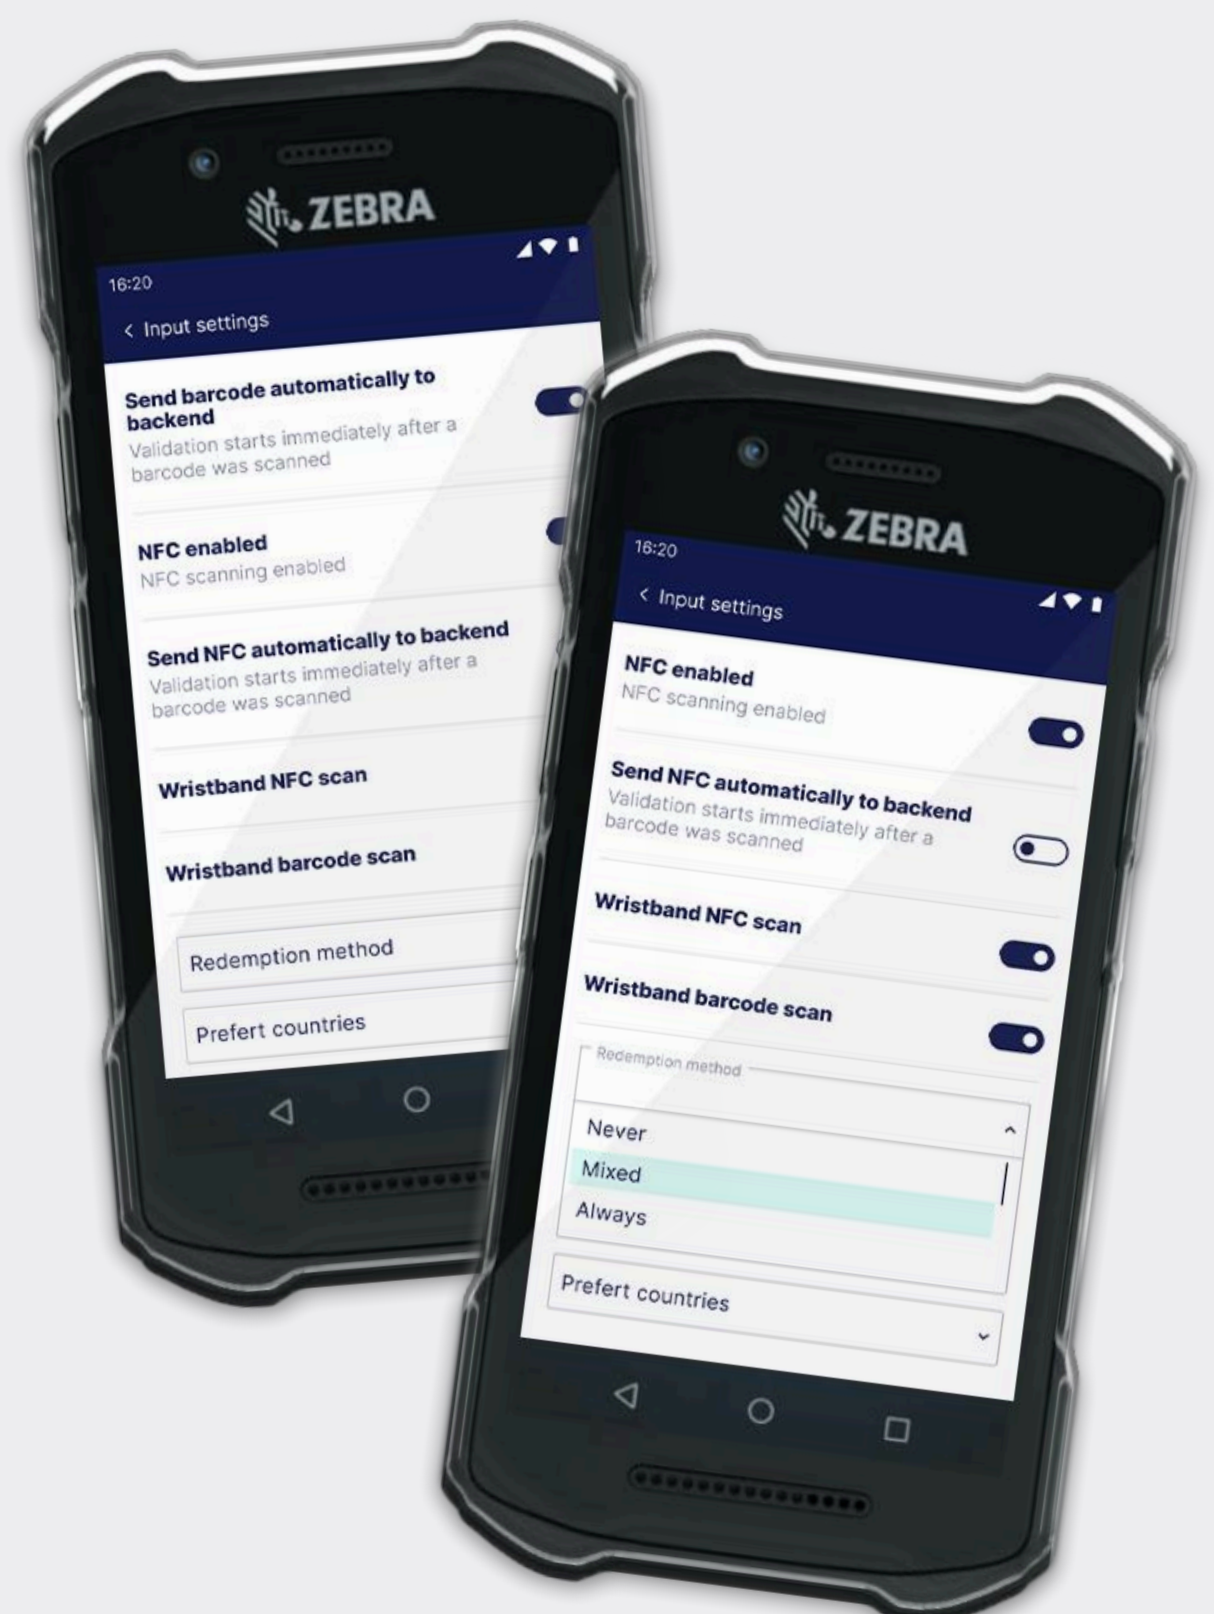 ZEBRA
16:20
< Input settings
Send barcode automatically to
backend
Validation starts immediately after a
barcode was scanned
NFC enabled
NFC scanning enabled
Send NFC automatically to backend
Validation starts immediately after a
barcode was scanned
Wristband NFC scan
Wristband barcode scan
Redemption method
Prefert countries
ZEBRA
16:20
< Input settings
NFC enabled
NFC scanning enabled
Send NFC automatically to backend
Validation starts immediately after a
barcode was scanned
Wristband NFC scan
Wristband barcode scan
Redemption method
Never
Mixed
Always
Prefert countries